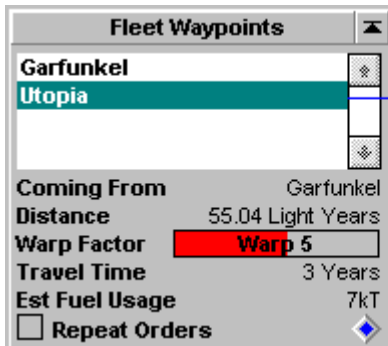 Fleet Waypoints
Garfunkel
Utopia
Coming From Garfunkel
Distance 55.04 Light Years
Warp Factor Warp 5
Travel Time 3 Years
Est Fuel Usage 7kT
Repeat Orders